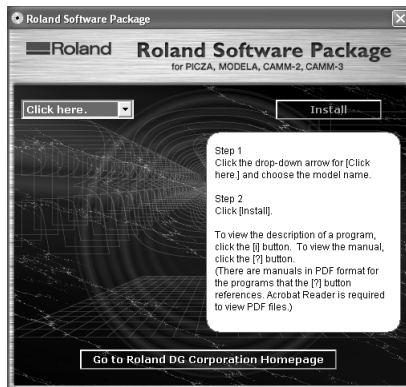 Roland Software Package
Roland
Roland Software Package
for PICZA, MODELA, CAMM-2, CAMM-3
Click here.
Install
Step 1
Click the drop-down arrow for [Click
here.] and choose the model name.
Step 2
Click [Install].
To view the description of a program,
click the [i] button.  To view the manual,
click the [?] button.
(There are manuals in PDF format for
the programs that the [?] button
references. Acrobat Reader is required
to view PDF files.)
Go to Roland DG Corporation Homepage